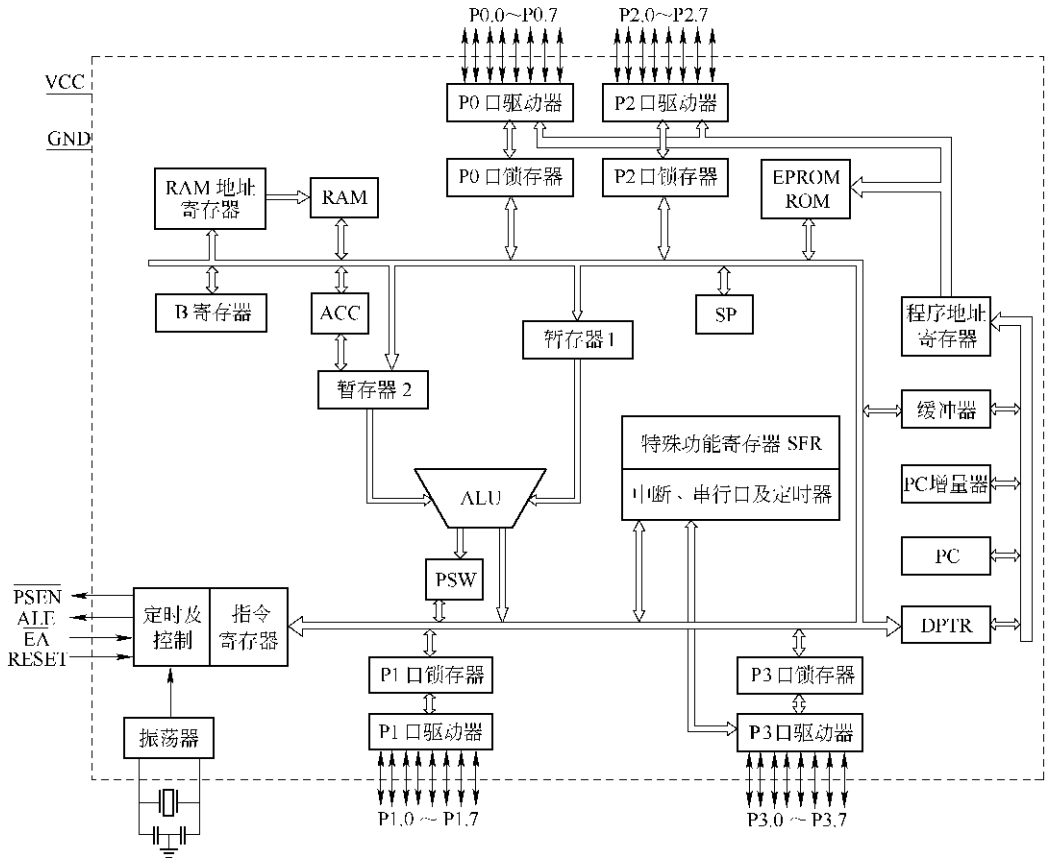 P0.0～P0.7
P2.0～P2.7
VCC
GND
P0 口驱动器
P2 口驱动器
RAM 地址
寄存器
RAM
P0 口锁存器
P2 口锁存器
EPROM
ROM
B 寄存器
ACC
SP
程序地址
寄存器
暂存器 1
暂存器 2
缓冲器
特殊功能寄存器 SFR
中断、串行口及定时器
ALU
PC增量器
PSW
PC
PSEN
ALE
EA
RESET
定时及
控制
指令
寄存器
DPTR
P1 口锁存器
P3 口锁存器
振荡器
P1 口驱动器
P3 口驱动器
P1.0 ～ P1.7
P3.0 ～ P3.7